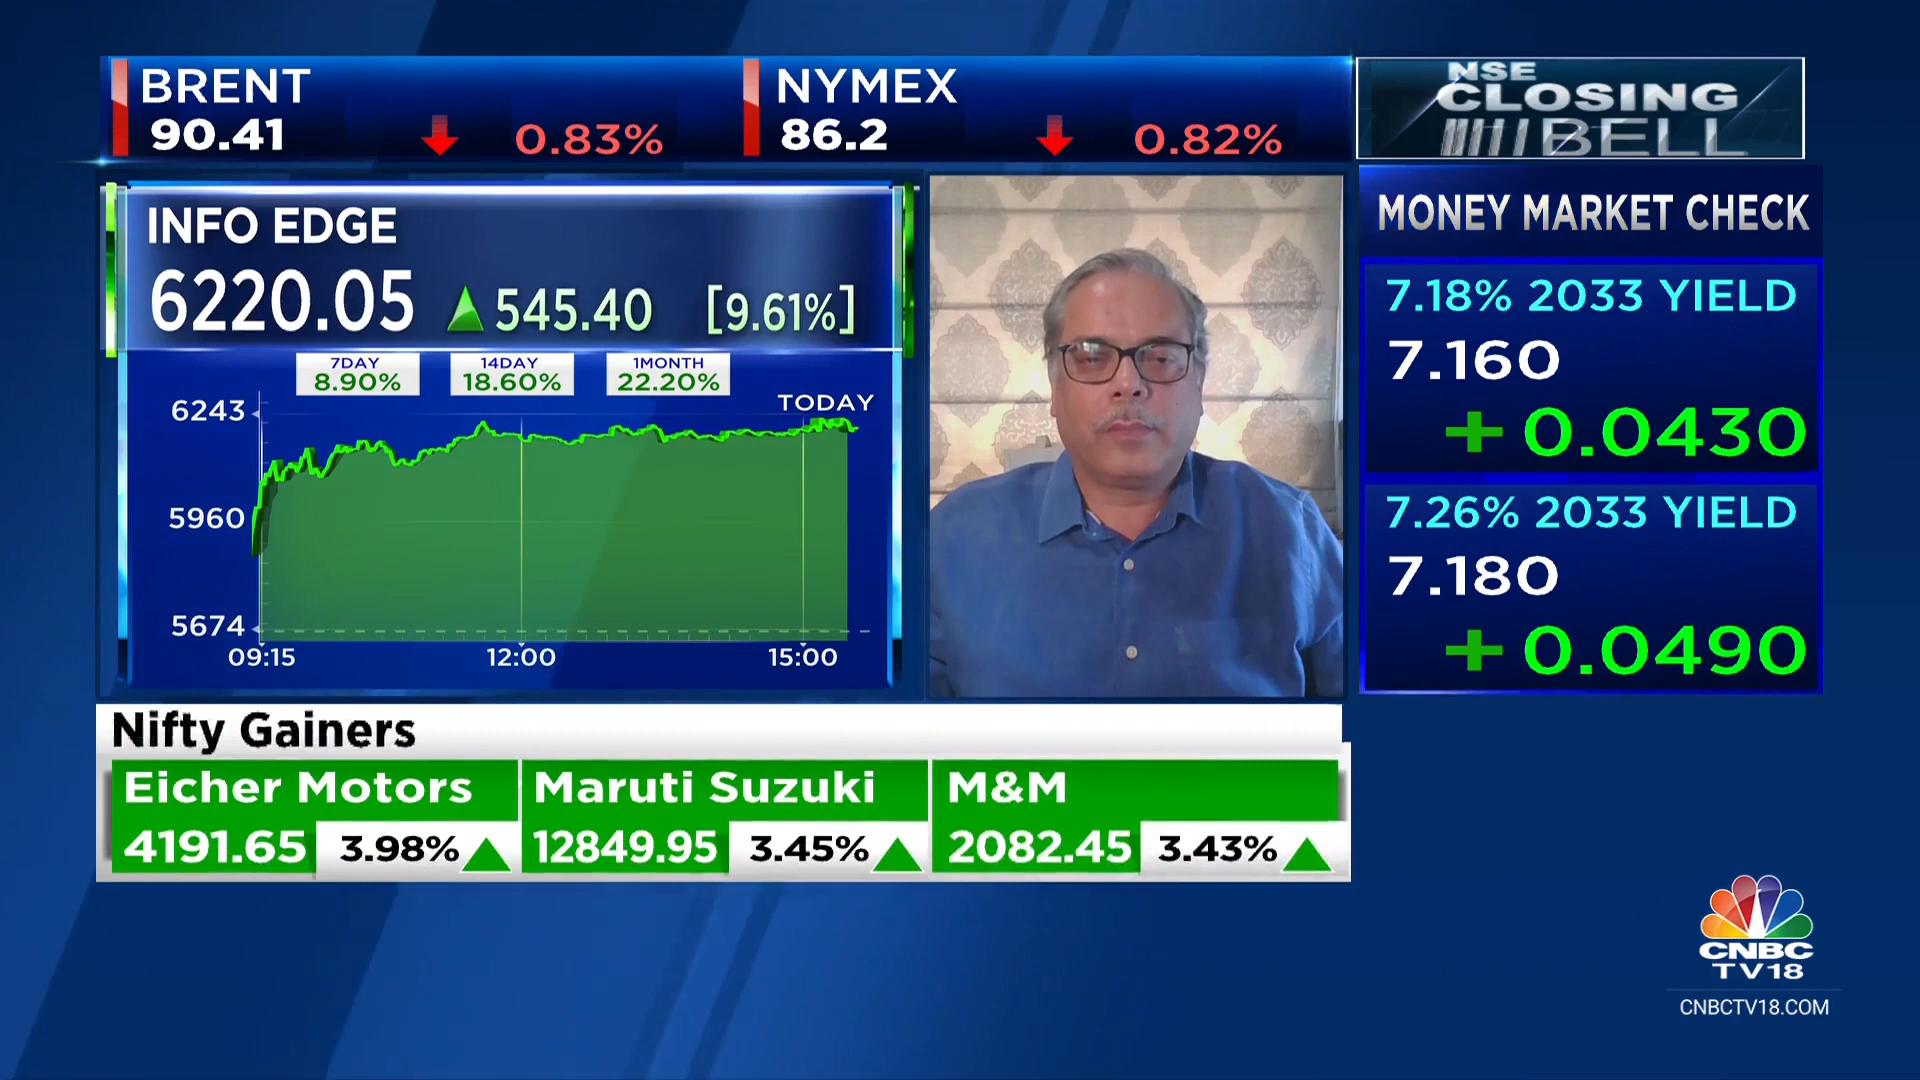 BRENT
90.41 0.83%
NYMEX
86.2 0.82%
NSE
CLOSING
BELL
INFO EDGE
6220.05 545.40 [9.61%]
7DAY
8.90%
14DAY
18.60%
1MONTH
22.20%
TODAY
6243
5960
5674
09:15 12:00 15:00
MONEY MARKET CHECK
7.18% 2033 YIELD
7.160
+ 0.0430
7.26% 2033 YIELD
7.180
+ 0.0490
Nifty Gainers
Eicher Motors
4191.65 3.98%
Maruti Suzuki
12849.95 3.45%
M&M
2082.45 3.43%
CNBC
TV18
CNBCTV18.COM